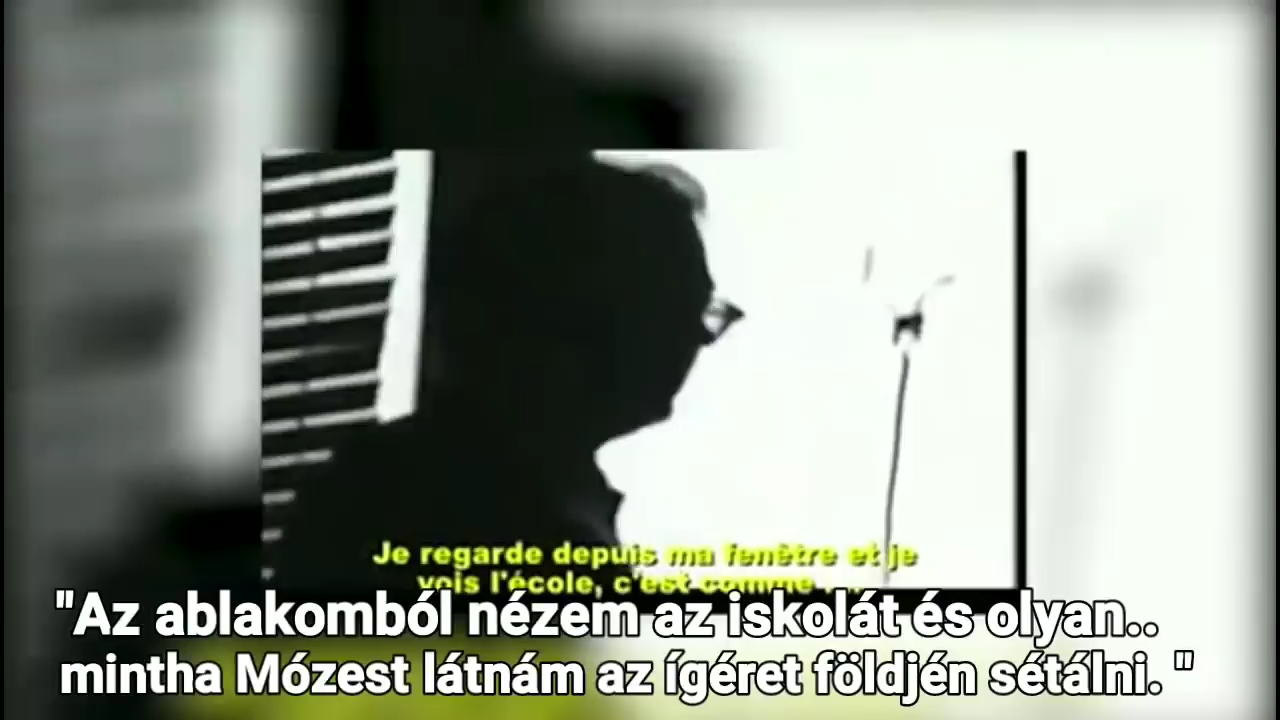 Je regarde depuis ma fenêtre et je
vois l'école, c'est comme
"Az ablakomból nézem az iskolát és olyan..
mintha Mózest látnám az ígéret földjén sétálni. "